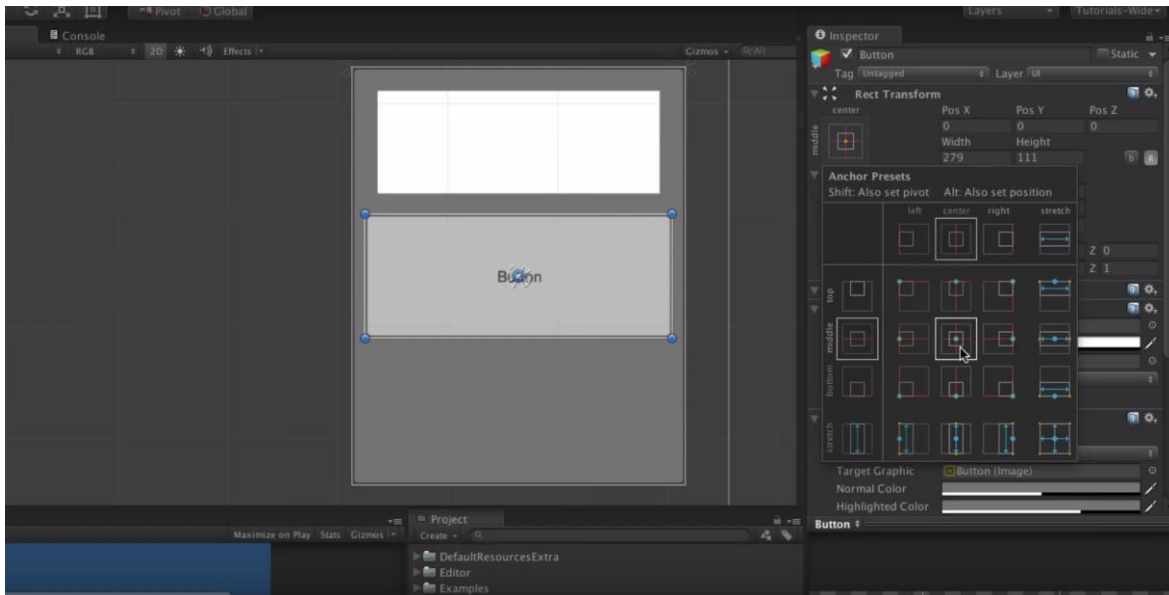 Pivot Global Layers Tutorials-Wide
Console
RGB 2D Effects Gizmos All
Button
Inspector
Button Static
Tag Untagged Layer UI
Rect Transform
center Pos X Pos Y Pos Z
middle 0 0 0
Width Height
279 111 R
Anchor Presets
Shift: Also set pivot Alt: Also set position
left center right stretch
Z 0
Z 1
top
middle
bottom
stretch
Target Graphic Button (Image)
Normal Color
Highlighted Color
Button
Maximize on Play Stats Gizmos
Project
Create
DefaultResourcesExtra
Editor
Examples